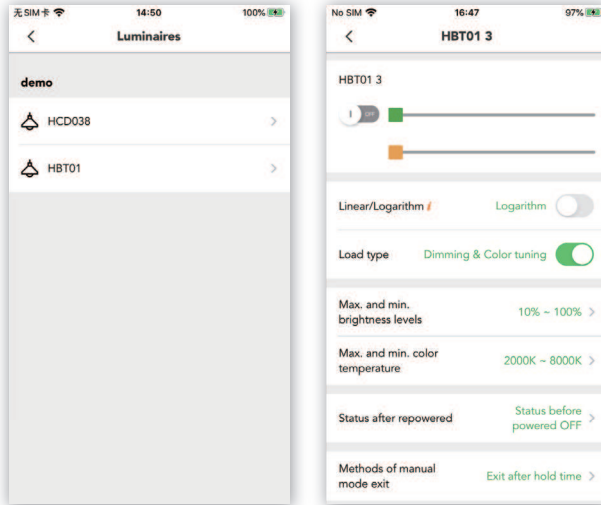 无SIM卡 14:50 100%
Luminaires
demo
HCD038
HBT01
No SIM 16:47 97%
HBT01 3
HBT01 3
I OFF
Linear/Logarithm i Logarithm
Load type Dimming & Color tuning
Max. and min.
brightness levels
10% ~ 100%
Max. and min. color
temperature
2000K ~ 8000K
Status after repowered
Status before
powered OFF
Methods of manual
mode exit
Exit after hold time